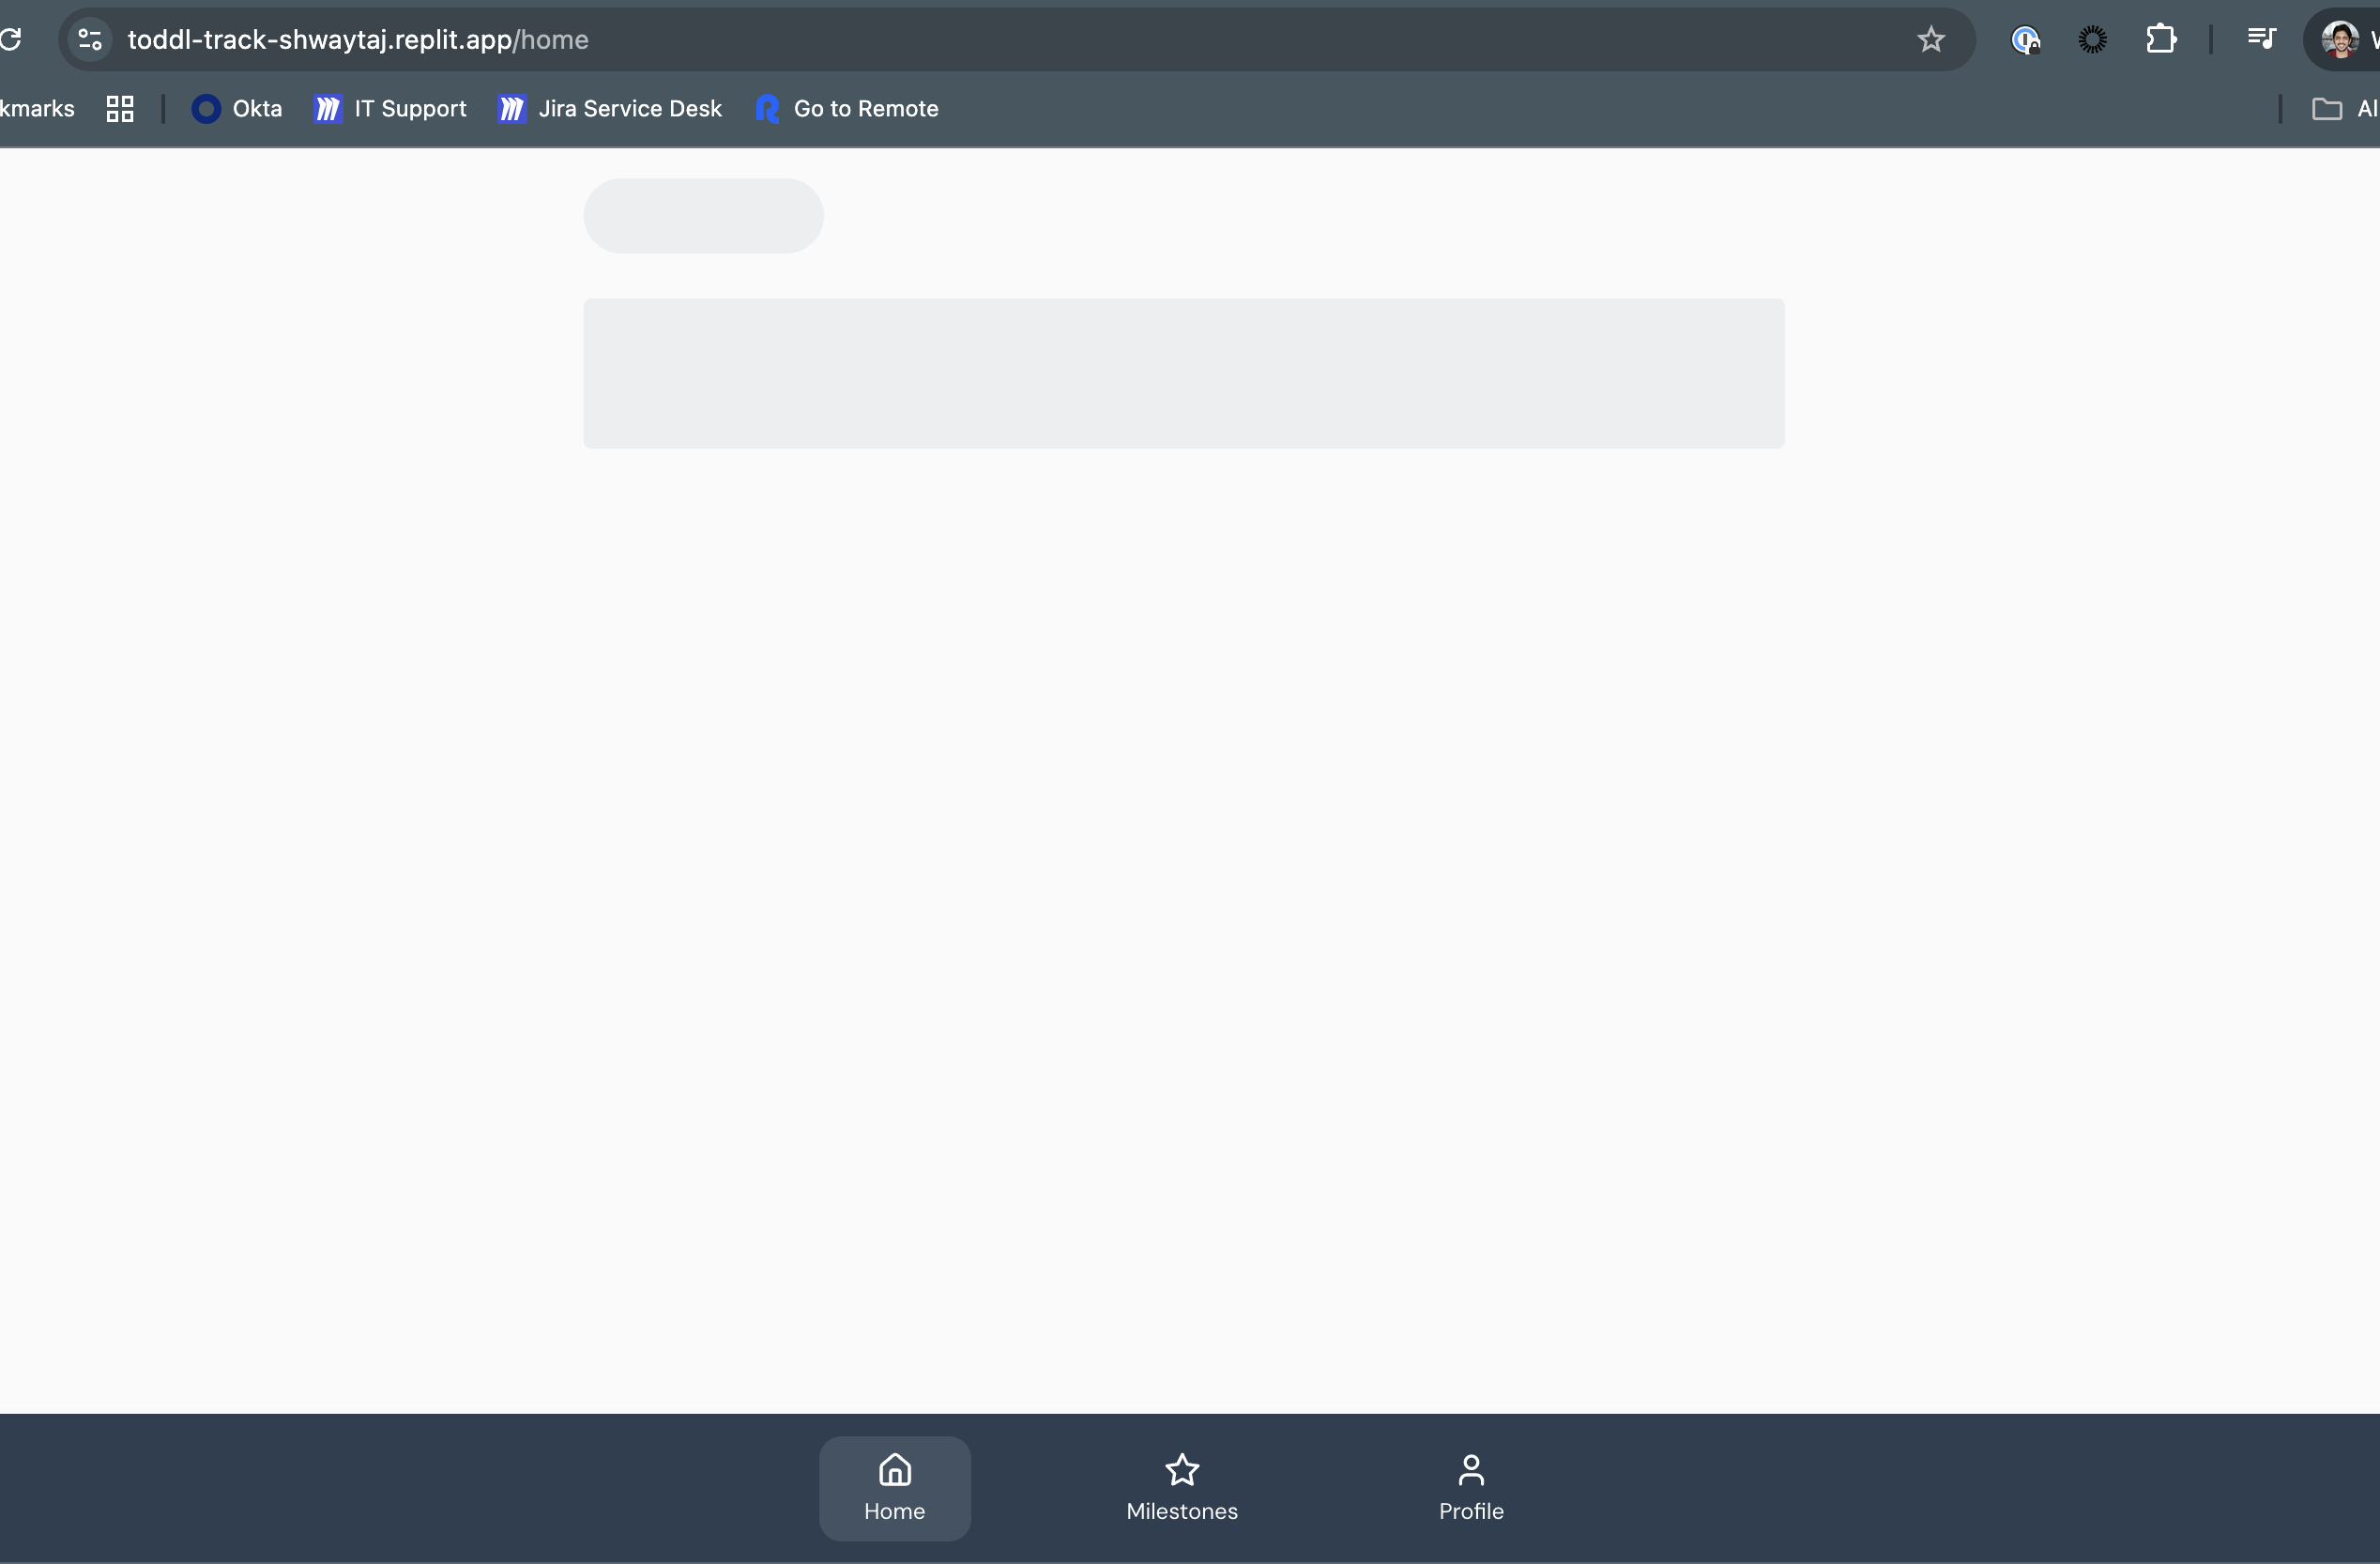 toddl-track-shwaytaj.replit.app/home
kmarks Okta IT Support Jira Service Desk Go to Remote Al
Home Milestones Profile